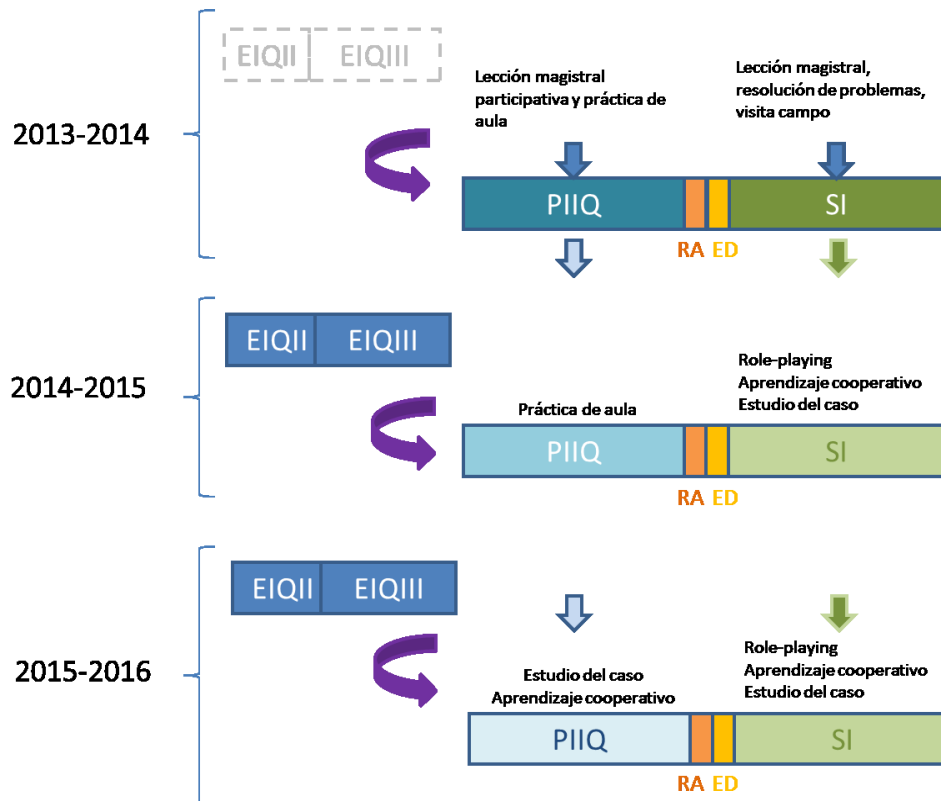 2013-2014
EIQII
EIQIII
Lección magistral
participativa y práctica de
aula
Lección magistral,
resolución de problemas,
visita campo
PIIQ
SI
RA
ED
2014-2015
EIQII
EIQIII
Práctica de aula
Role-playing
Aprendizaje cooperativo
Estudio del caso
PIIQ
SI
RA
ED
2015-2016
EIQII
EIQIII
Estudio del caso
Aprendizaje cooperativo
Role-playing
Aprendizaje cooperativo
Estudio del caso
PIIQ
SI
RA
ED